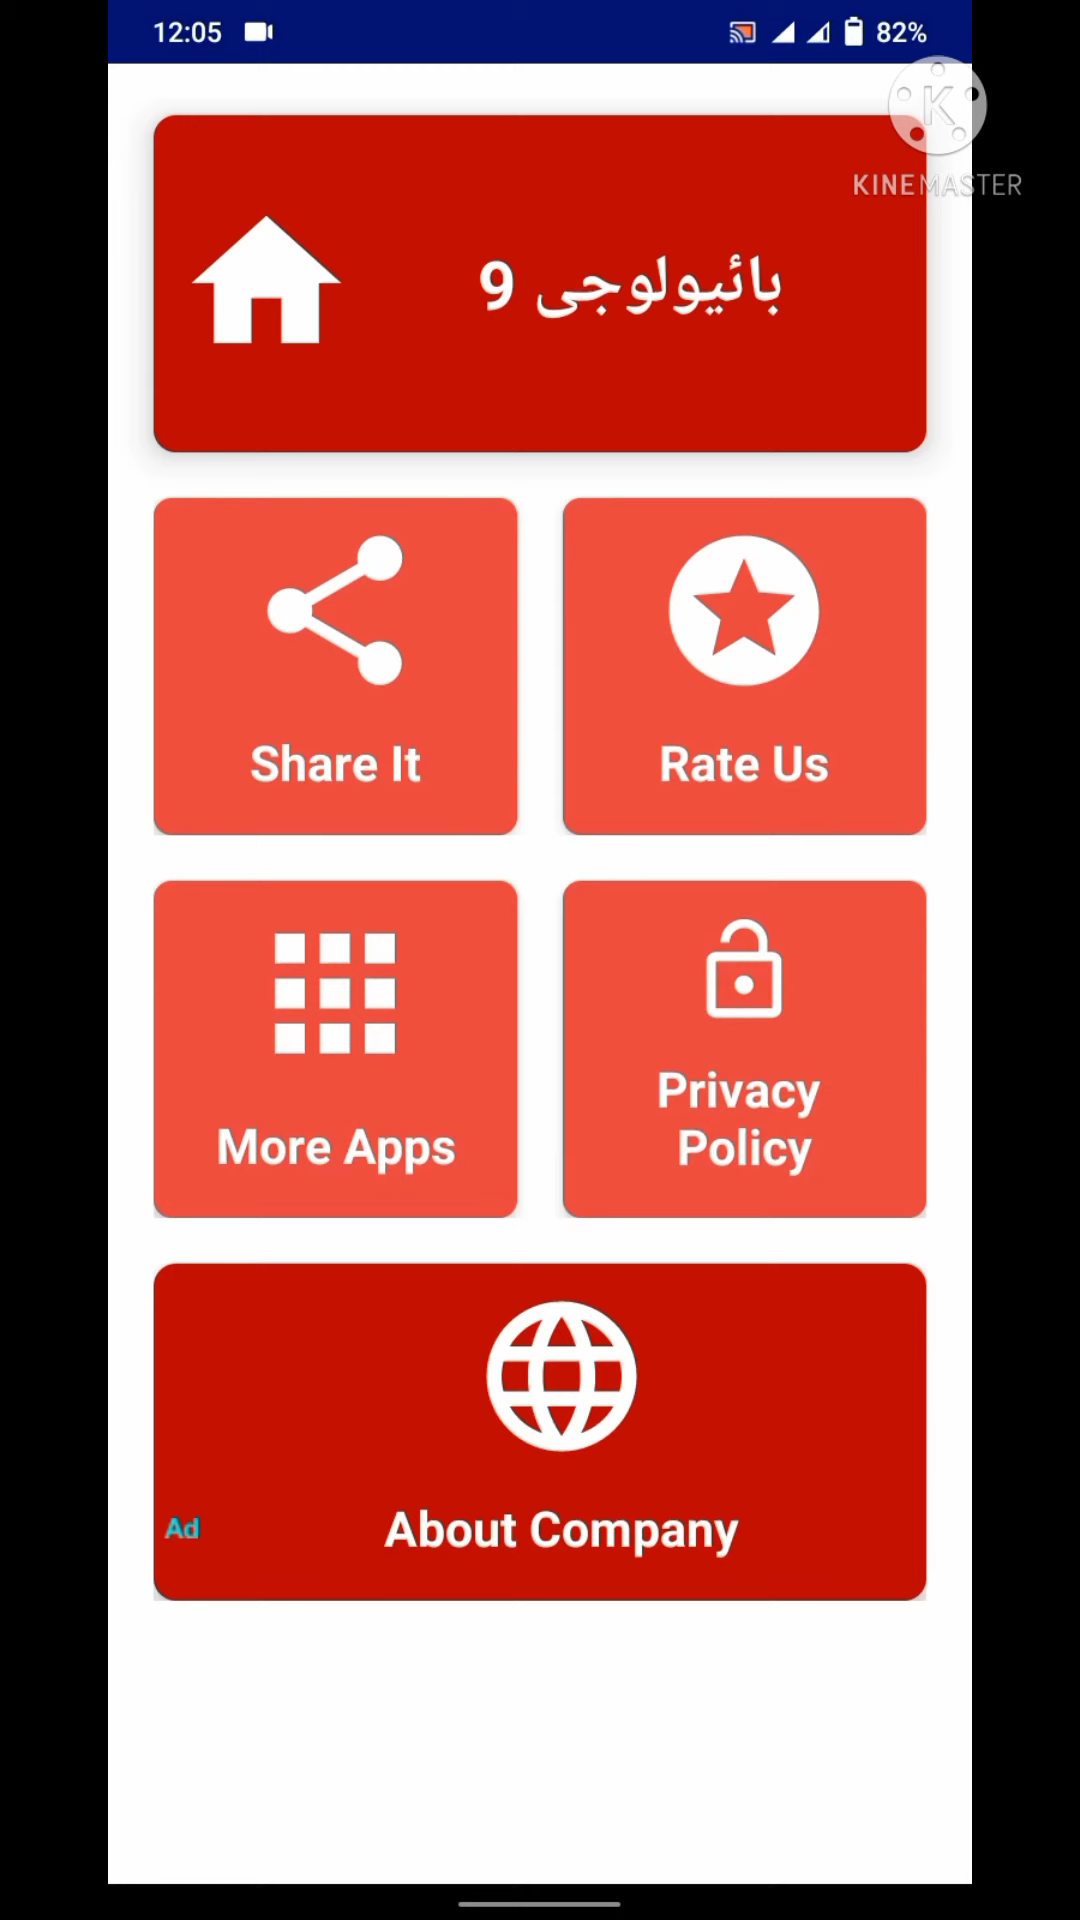 12:05
82%
KINEMASTER
بائیولوجی 9
Share It
Rate Us
More Apps
Privacy
Policy
Ad
About Company